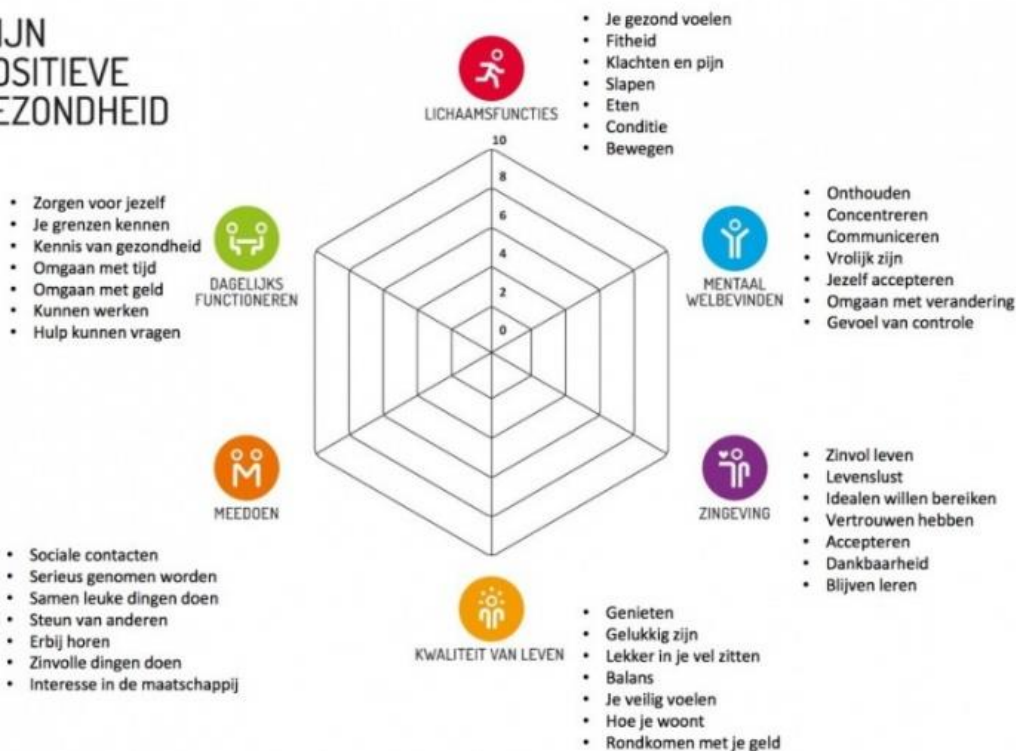 IJN
OSITIEVE
EZONDHEID
LICHAAMSFUNCTIES
• Je gezond voelen
• Fitheid
• Klachten en pijn
• Slapen
• Eten
• Conditie
• Bewegen
10
8
6
4
2
0
• Zorgen voor jezelf
• Je grenzen kennen
• Kennis van gezondheid
• Omgaan met tijd
• Omgaan met geld
• Kunnen werken
• Hulp kunnen vragen
DAGELIJKS
FUNCTIONEREN
MENTAAL
WELBEVINDEN
• Onthouden
• Concentreren
• Communiceren
• Vrolijk zijn
• Jezelf accepteren
• Omgaan met verandering
• Gevoel van controle
MEEDOEN
• Sociale contacten
• Serieus genomen worden
• Samen leuke dingen doen
• Steun van anderen
• Erbij horen
• Zinvolle dingen doen
• Interesse in de maatschappij
ZINGEVING
• Zinvol leven
• Levenslust
• Idealen willen bereiken
• Vertrouwen hebben
• Accepteren
• Dankbaarheid
• Blijven leren
KWALITEIT VAN LEVEN
• Genieten
• Gelukkig zijn
• Lekker in je vel zitten
• Balans
• Je veilig voelen
• Hoe je woont
• Rondkomen met je geld